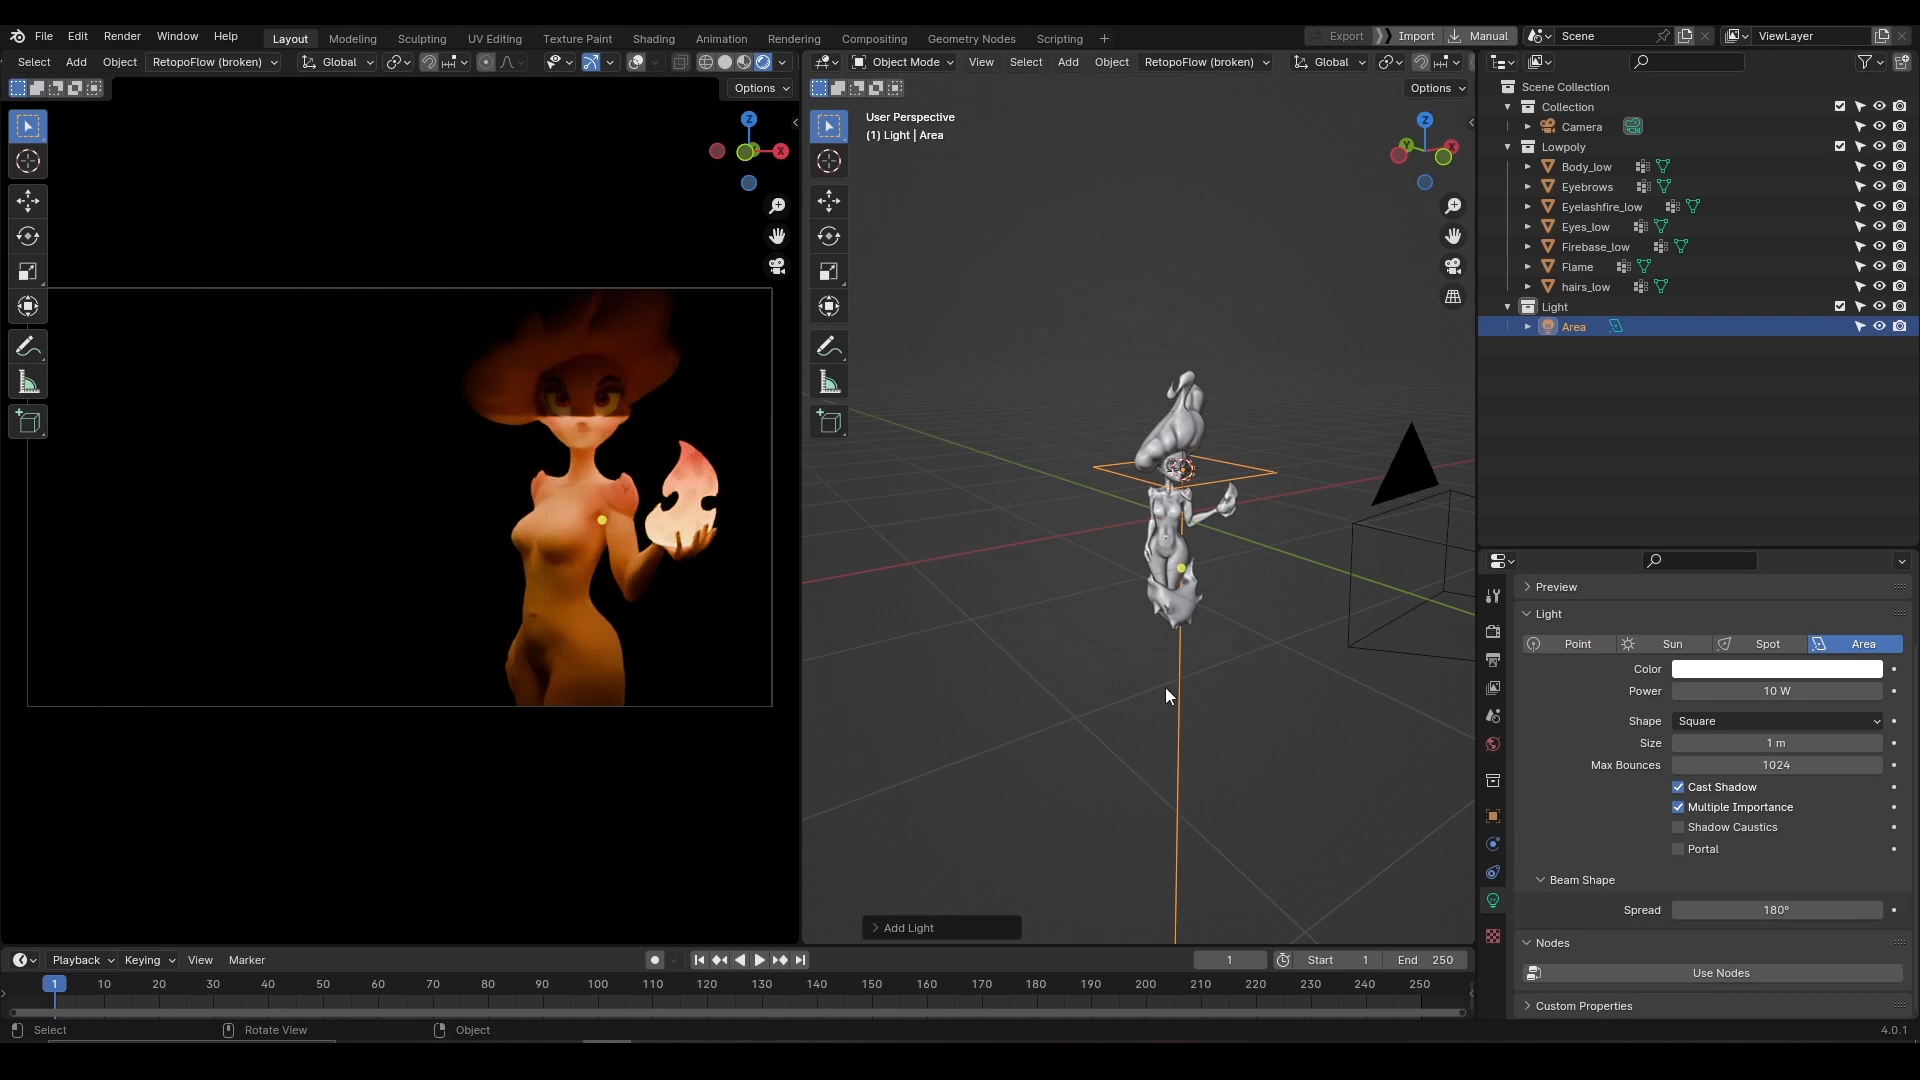 File Edit Render Window Help Layout Modeling Sculpting UV Editing Texture Paint Shading Animation Rendering Compositing Geometry Nodes Scripting + Export Import Manual Scene ViewLayer
Select Add Object RetopoFlow (broken) Global
Object Mode View Select Add Object RetopoFlow (broken) Global
Options
Options
Z
X
User Perspective
(1) Light | Area
Z
Y
X
Scene Collection
Collection
Camera
Lowpoly
Body_low
Eyebrows
Eyelashfire_low
Eyes_low
Firebase_low
Flame
hairs_low
Light
Area
Preview
Light
Point Sun Spot Area
Color
Power 10 W
Shape Square
Size 1 m
Max Bounces 1024
Cast Shadow
Multiple Importance
Shadow Caustics
Portal
Beam Shape
Spread 180°
Nodes
Use Nodes
Custom Properties
Add Light
Playback Keying View Marker 1 Start 1 End 250
1 10 20 30 40 50 60 70 80 90 100 110 120 130 140 150 160 170 180 190 200 210 220 230 240 250
Select Rotate View Object 4.0.1